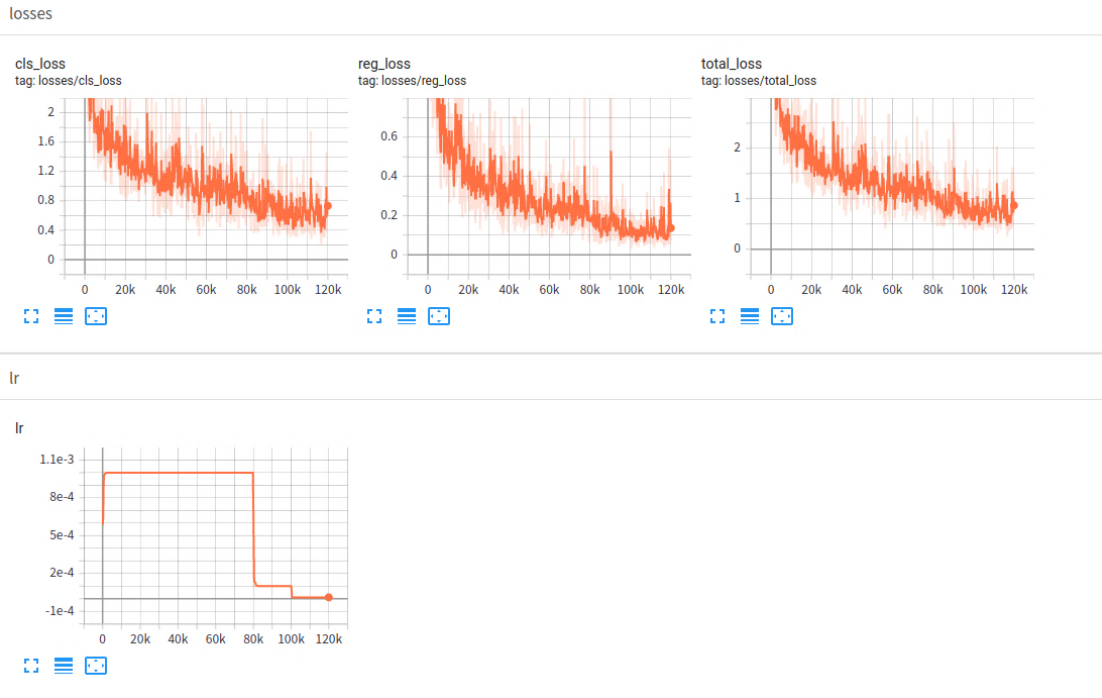 losses
cls_loss
tag: losses/cls_loss
2
1.6
1.2
0.8
0.4
0
0 20k 40k 60k 80k 100k 120k
reg_loss
tag: losses/reg_loss
0.6
0.4
0.2
0
0 20k 40k 60k 80k 100k 120k
total_loss
tag: losses/total_loss
2
1
0
0 20k 40k 60k 80k 100k 120k
lr
lr
1.1e-3
8e-4
5e-4
2e-4
-1e-4
0 20k 40k 60k 80k 100k 120k